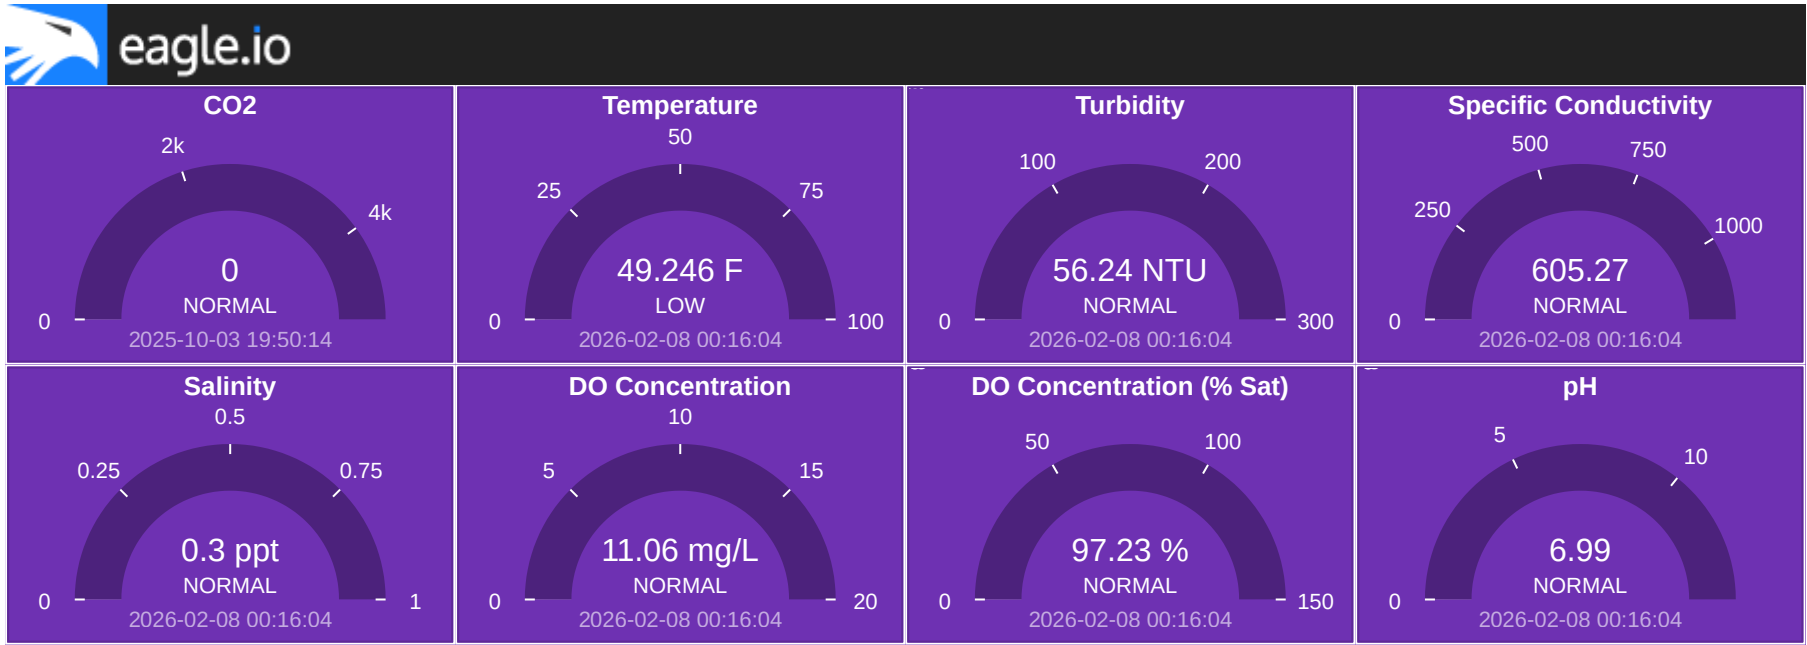 eagle.io
CO2
2k
4k
0
0
NORMAL
2025-10-03 19:50:14
Temperature
50
25
75
49.246 F
LOW
0
100
2026-02-08 00:16:04
Turbidity
100
200
56.24 NTU
NORMAL
0
300
2026-02-08 00:16:04
Specific Conductivity
500
750
250
1000
605.27
NORMAL
0
2026-02-08 00:16:04
Salinity
0.5
0.25
0.75
0.3 ppt
NORMAL
0
1
2026-02-08 00:16:04
DO Concentration
10
5
15
11.06 mg/L
NORMAL
0
20
2026-02-08 00:16:04
DO Concentration (% Sat)
50
100
97.23 %
NORMAL
0
150
2026-02-08 00:16:04
pH
5
10
6.99
NORMAL
0
2026-02-08 00:16:04